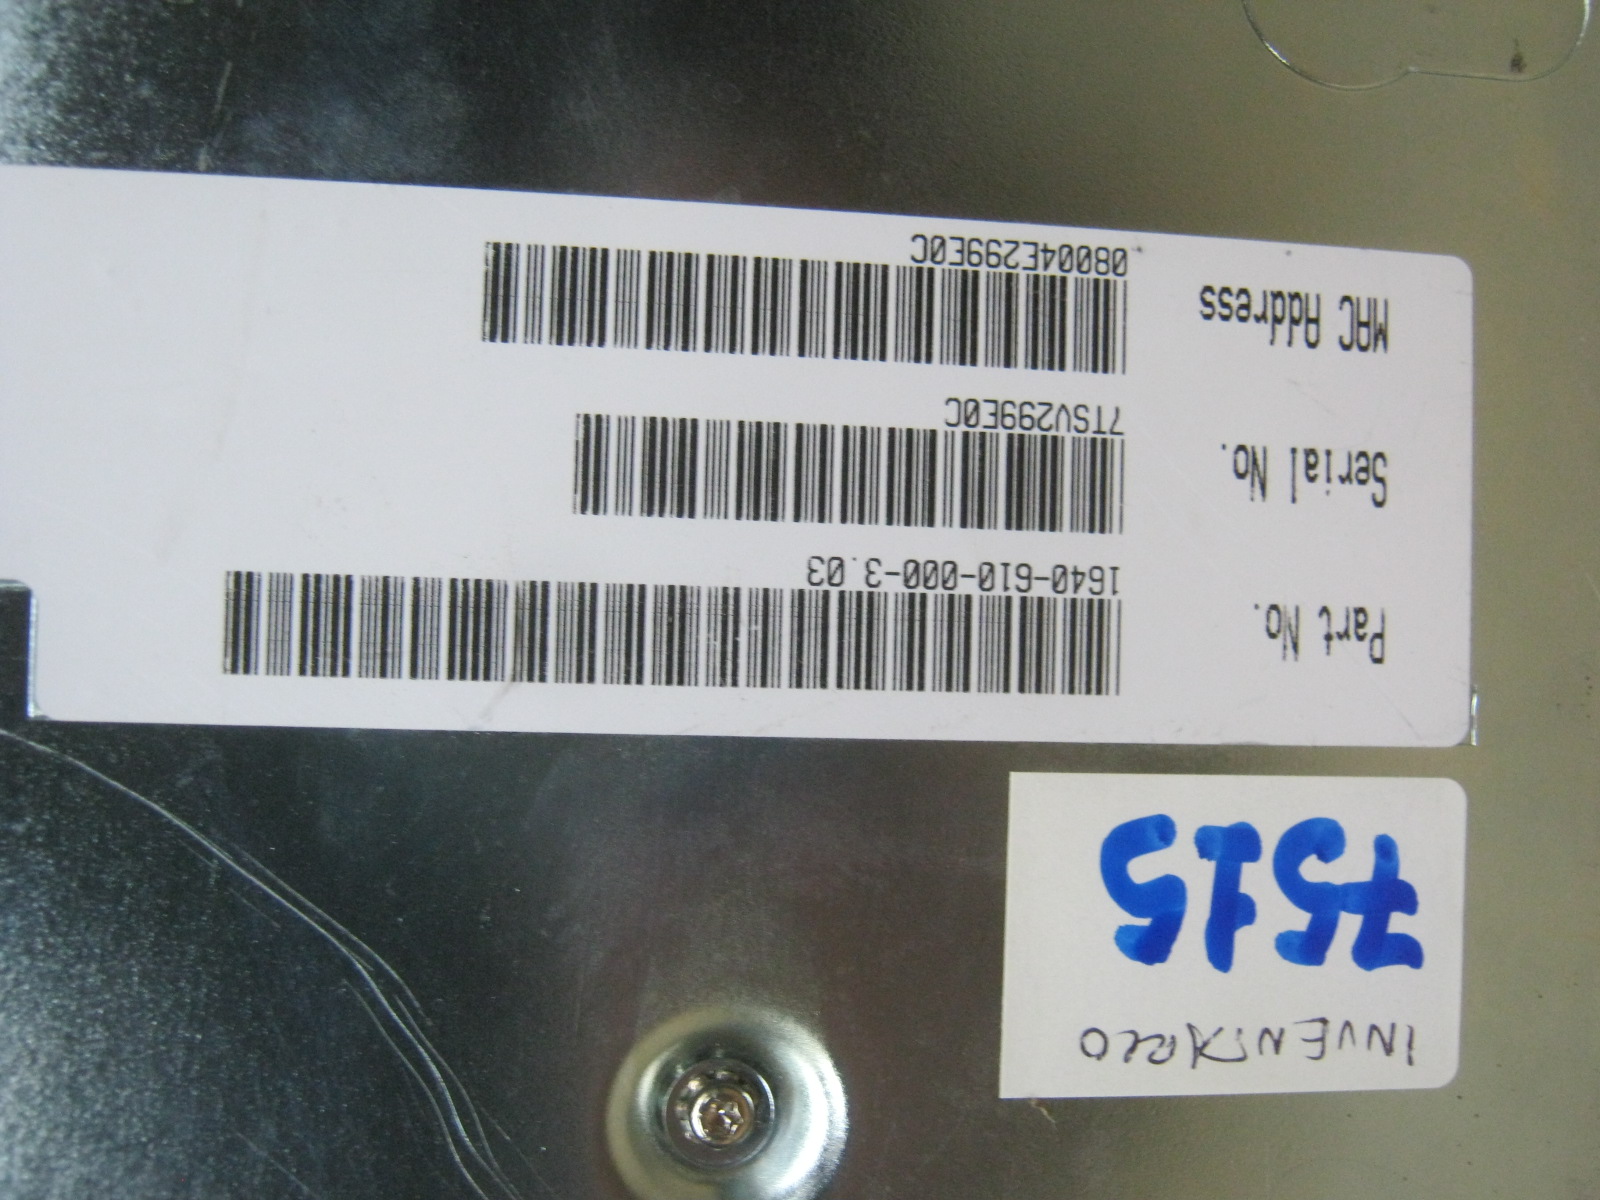 INVENTARIO
7515
Part No.
1640-610-000-3.03
Serial No.
7TSV299E0C
MAC Address
08004E299E0C